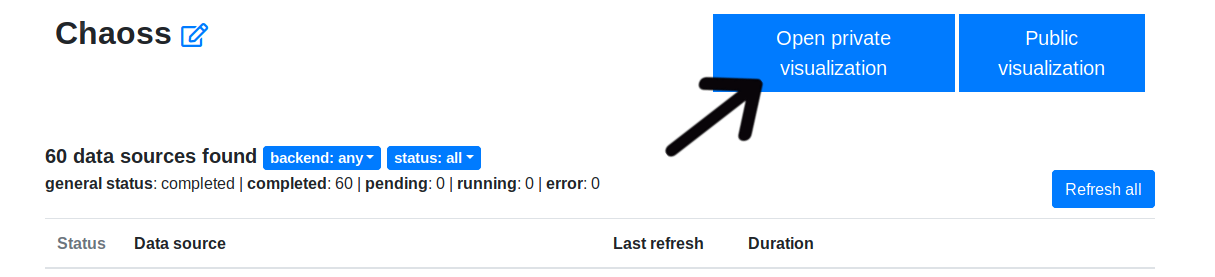 Chaoss
Open private
visualization
Public
visualization
60 data sources found backend: any status: all
general status: completed | completed: 60 | pending: 0 | running: 0 | error: 0
Refresh all
Status Data source Last refresh Duration